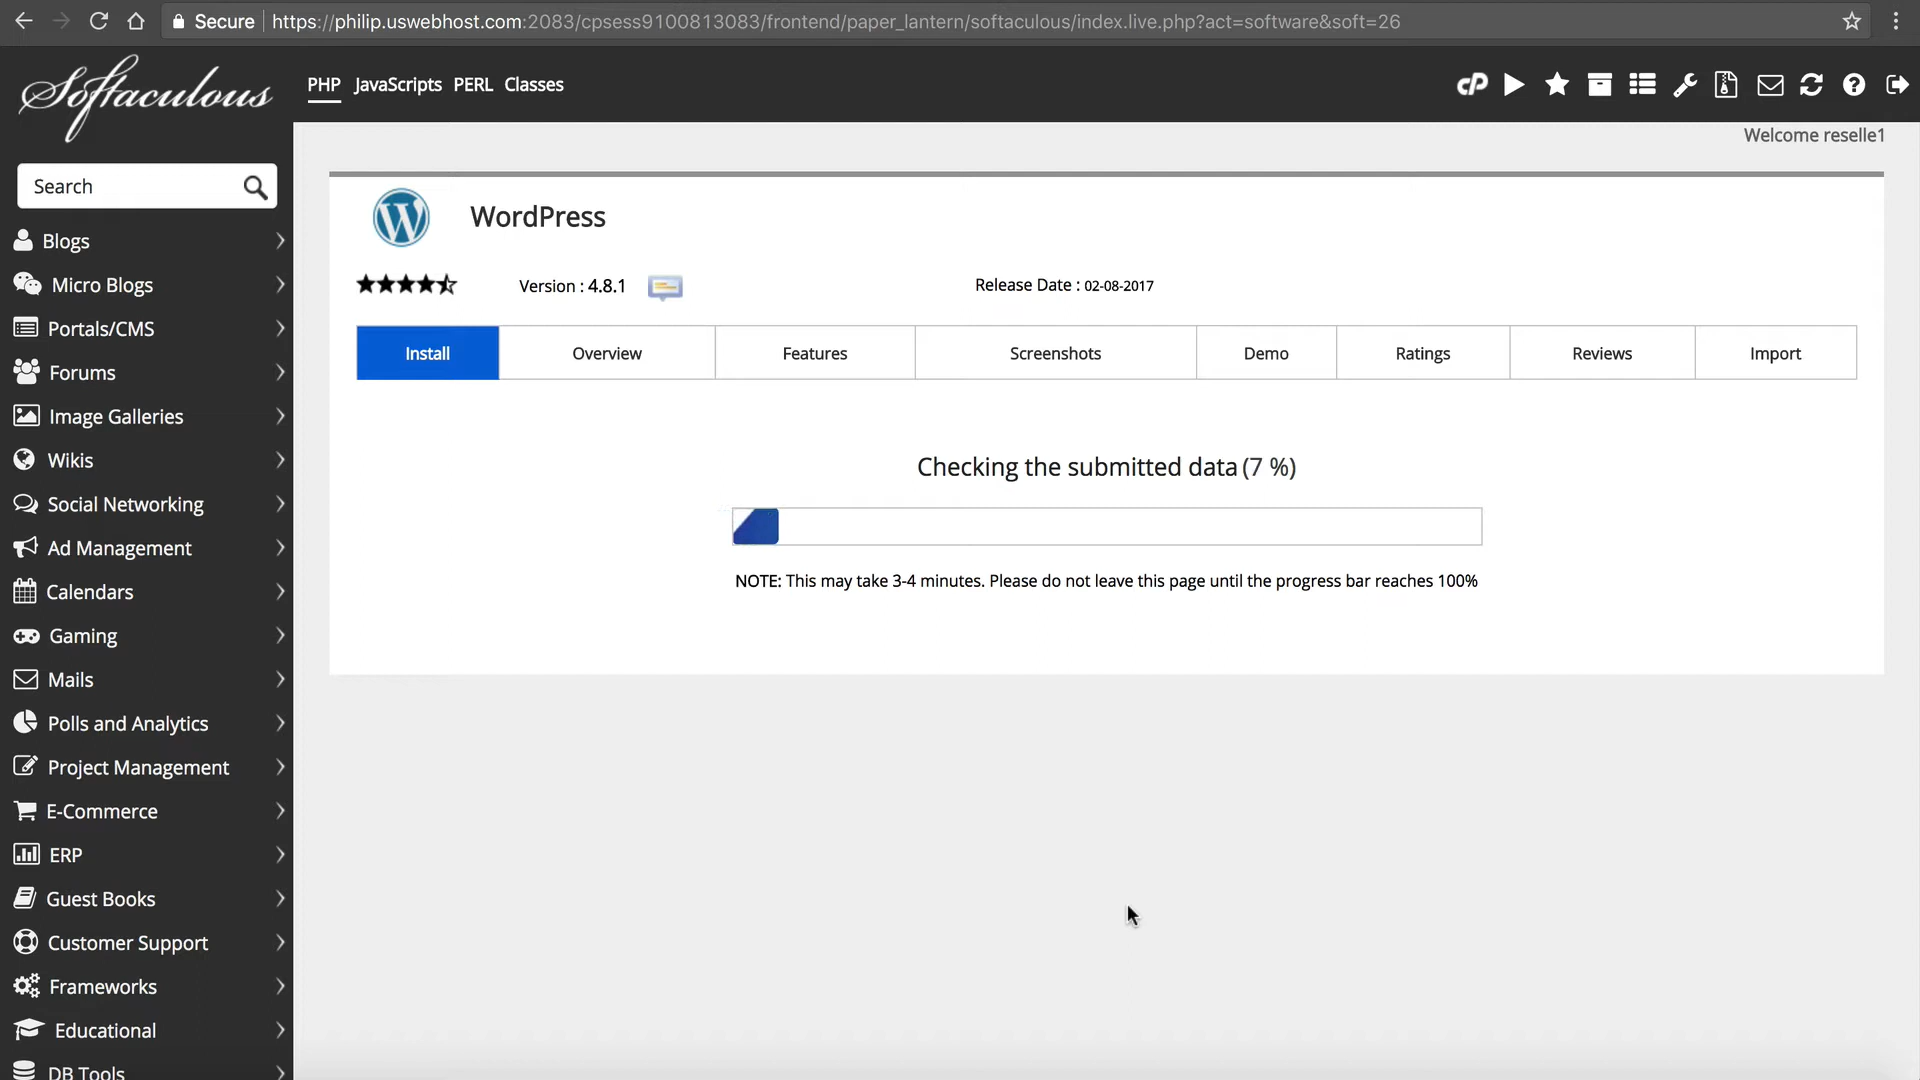 Secure
https://philip.uswebhost.com:2083/cpsess9100813083/frontend/paper_lantern/softaculous/index.live.php?act=software&soft=26
Softaculous
PHP JavaScripts PERL Classes
cP
Welcome reselle1
Search
Blogs
Micro Blogs
Portals/CMS
Forums
Image Galleries
Wikis
Social Networking
Ad Management
Calendars
Gaming
Mails
Polls and Analytics
Project Management
E-Commerce
ERP
Guest Books
Customer Support
Frameworks
Educational
DB Tools
WordPress
Version : 4.8.1
Release Date : 02-08-2017
Install Overview Features Screenshots Demo Ratings Reviews Import
Checking the submitted data (7 %)
NOTE: This may take 3-4 minutes. Please do not leave this page until the progress bar reaches 100%